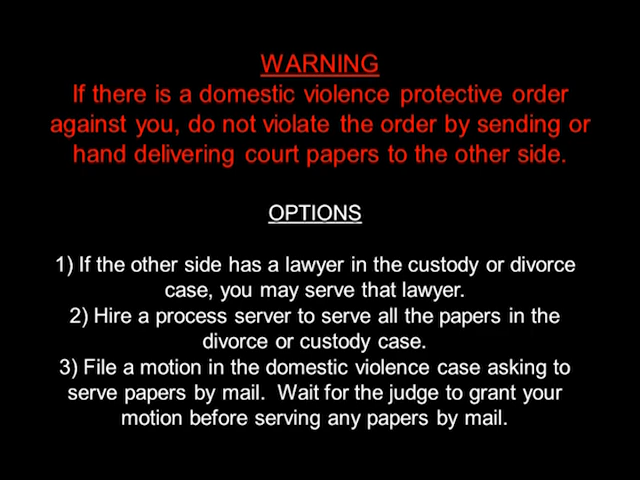 WARNING
If there is a domestic violence protective order
against you, do not violate the order by sending or
hand delivering court papers to the other side.
OPTIONS
1) If the other side has a lawyer in the custody or divorce
case, you may serve that lawyer.
2) Hire a process server to serve all the papers in the
divorce or custody case.
3) File a motion in the domestic violence case asking to
serve papers by mail.  Wait for the judge to grant your
motion before serving any papers by mail.